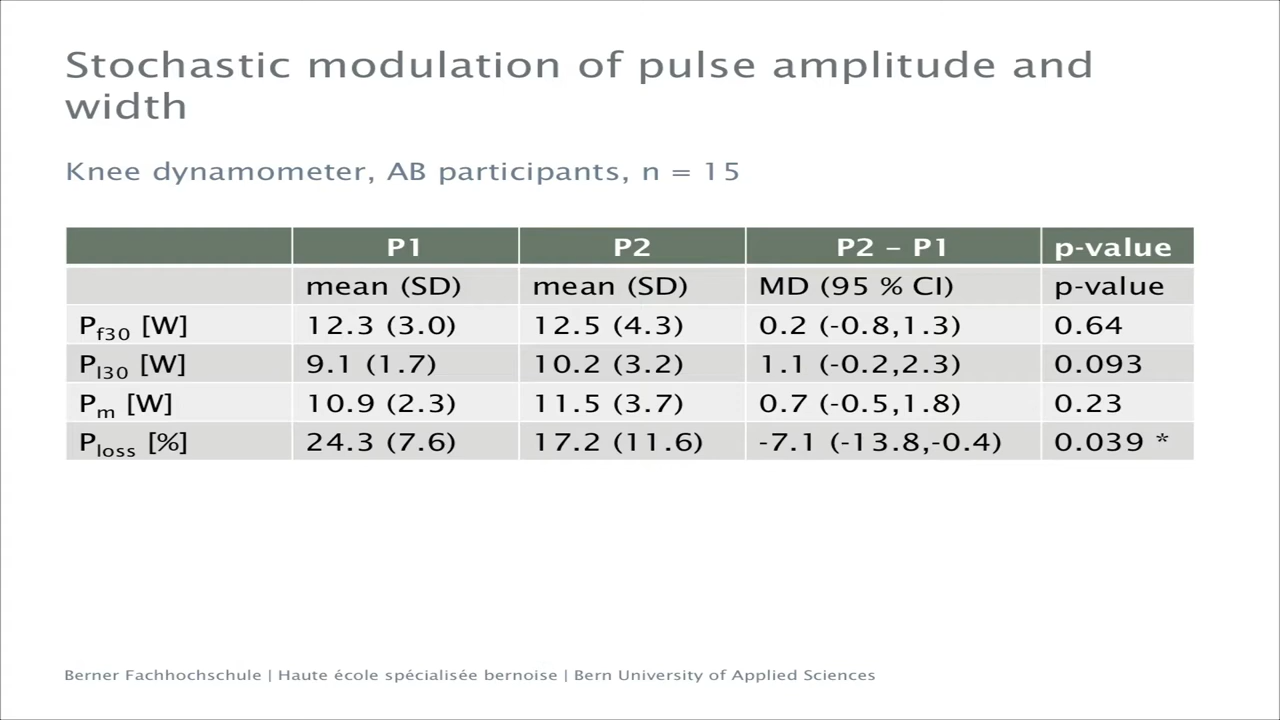 Stochastic modulation of pulse amplitude and
width
Knee dynamometer, AB participants, n = 15
P1 P2 P2 – P1 p-value
mean (SD) mean (SD) MD (95 % CI) p-value
Pf30 [W] 12.3 (3.0) 12.5 (4.3) 0.2 (-0.8,1.3) 0.64
Pl30 [W] 9.1 (1.7) 10.2 (3.2) 1.1 (-0.2,2.3) 0.093
Pm [W] 10.9 (2.3) 11.5 (3.7) 0.7 (-0.5,1.8) 0.23
Ploss [%] 24.3 (7.6) 17.2 (11.6) -7.1 (-13.8,-0.4) 0.039 *
Berner Fachhochschule | Haute école spécialisée bernoise | Bern University of Applied Sciences